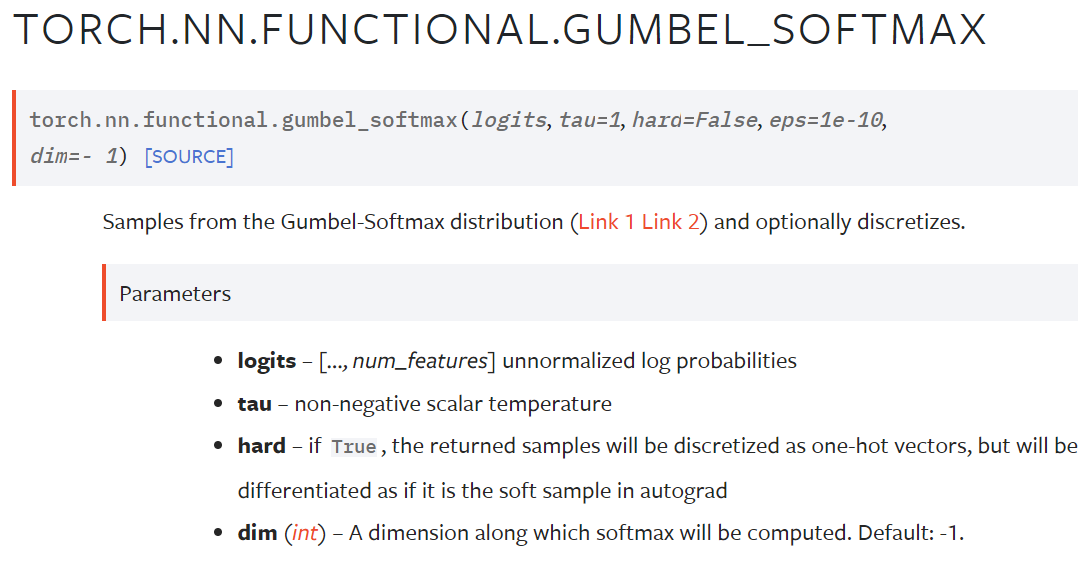 TORCH.NN.FUNCTIONAL.GUMBEL_SOFTMAX
torch.nn.functional.gumbel_softmax(logits, tau=1, hard=False, eps=1e-10,
dim=- 1) [SOURCE]
Samples from the Gumbel-Softmax distribution (Link 1 Link 2) and optionally discretizes.
Parameters
• logits – [..., num_features] unnormalized log probabilities
• tau – non-negative scalar temperature
• hard – if True, the returned samples will be discretized as one-hot vectors, but will be
differentiated as if it is the soft sample in autograd
• dim (int) – A dimension along which softmax will be computed. Default: -1.